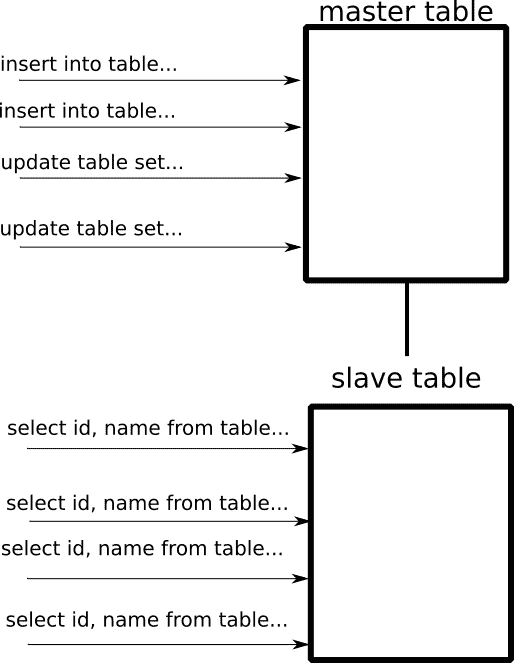 master table
insert into table...
insert into table...
update table set...
update table set...
slave table
select id, name from table...
select id, name from table...
select id, name from table...
select id, name from table...